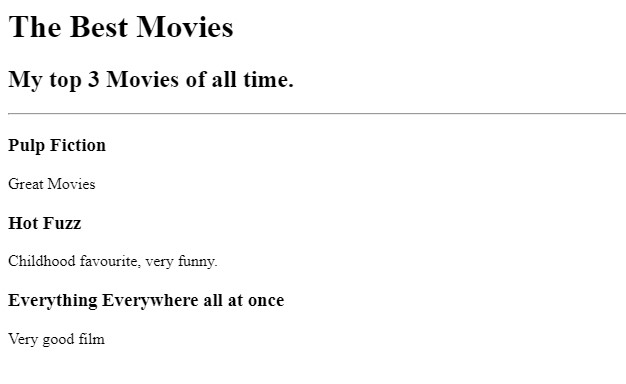 The Best Movies
My top 3 Movies of all time.
Pulp Fiction
Great Movies
Hot Fuzz
Childhood favourite, very funny.
Everything Everywhere all at once
Very good film